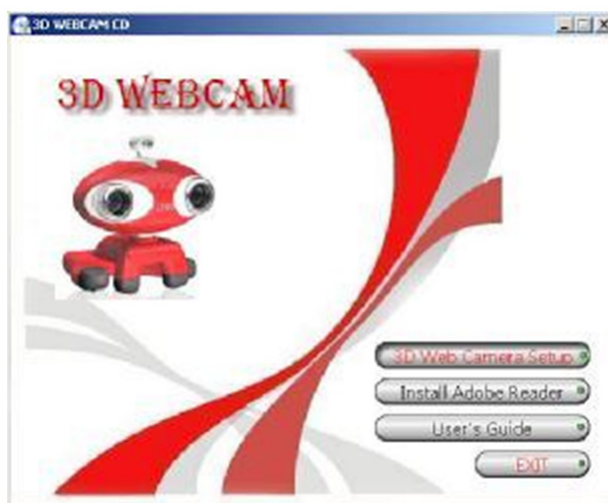 3D WEBCAM CD
3D WEBCAM
3D Web Camera Setup
Install Adobe Reader
User's Guide
EXIT